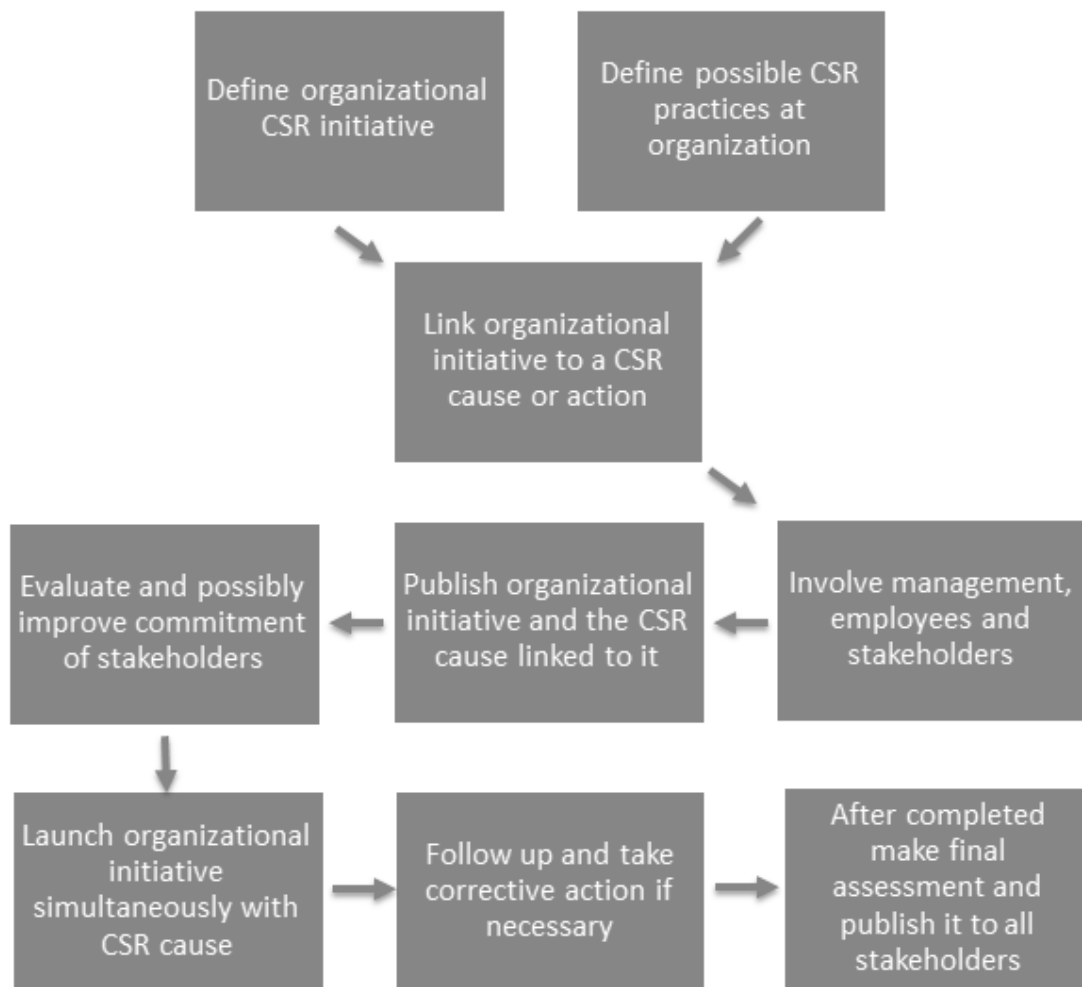 Define organizational
CSR initiative
Define possible CSR
practices at
organization
Link organizational
initiative to a CSR
cause or action
Involve management,
employees and
stakeholders
Publish organizational
initiative and the CSR
cause linked to it
Evaluate and possibly
improve commitment
of stakeholders
Launch organizational
initiative
simultaneously with
CSR cause
Follow up and take
corrective action if
necessary
After completed
make final
assessment and
publish it to all
stakeholders